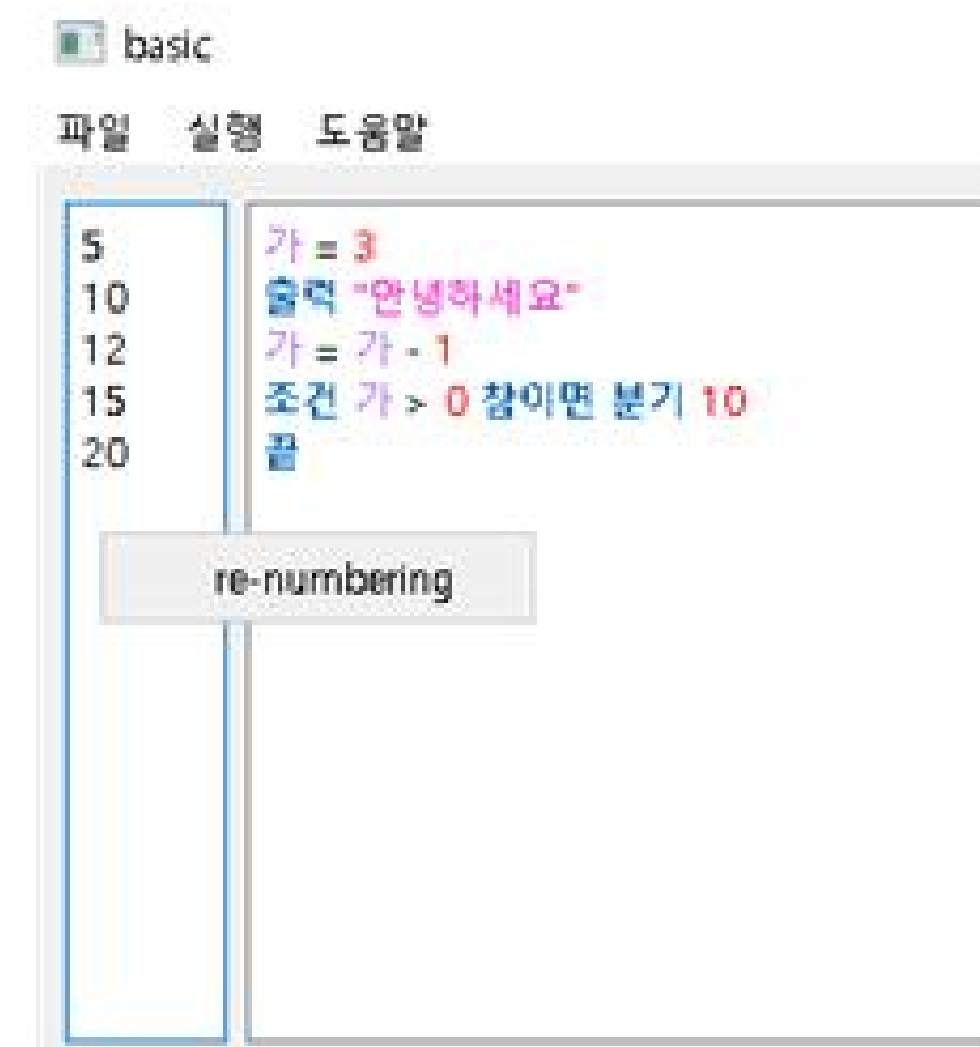 basic
파일 실행 도움말
5 가 = 3
10 출력 "안녕하세요"
12 가 = 가 - 1
15 조건 가 > 0 참이면 분기 10
20 끝
re-numbering